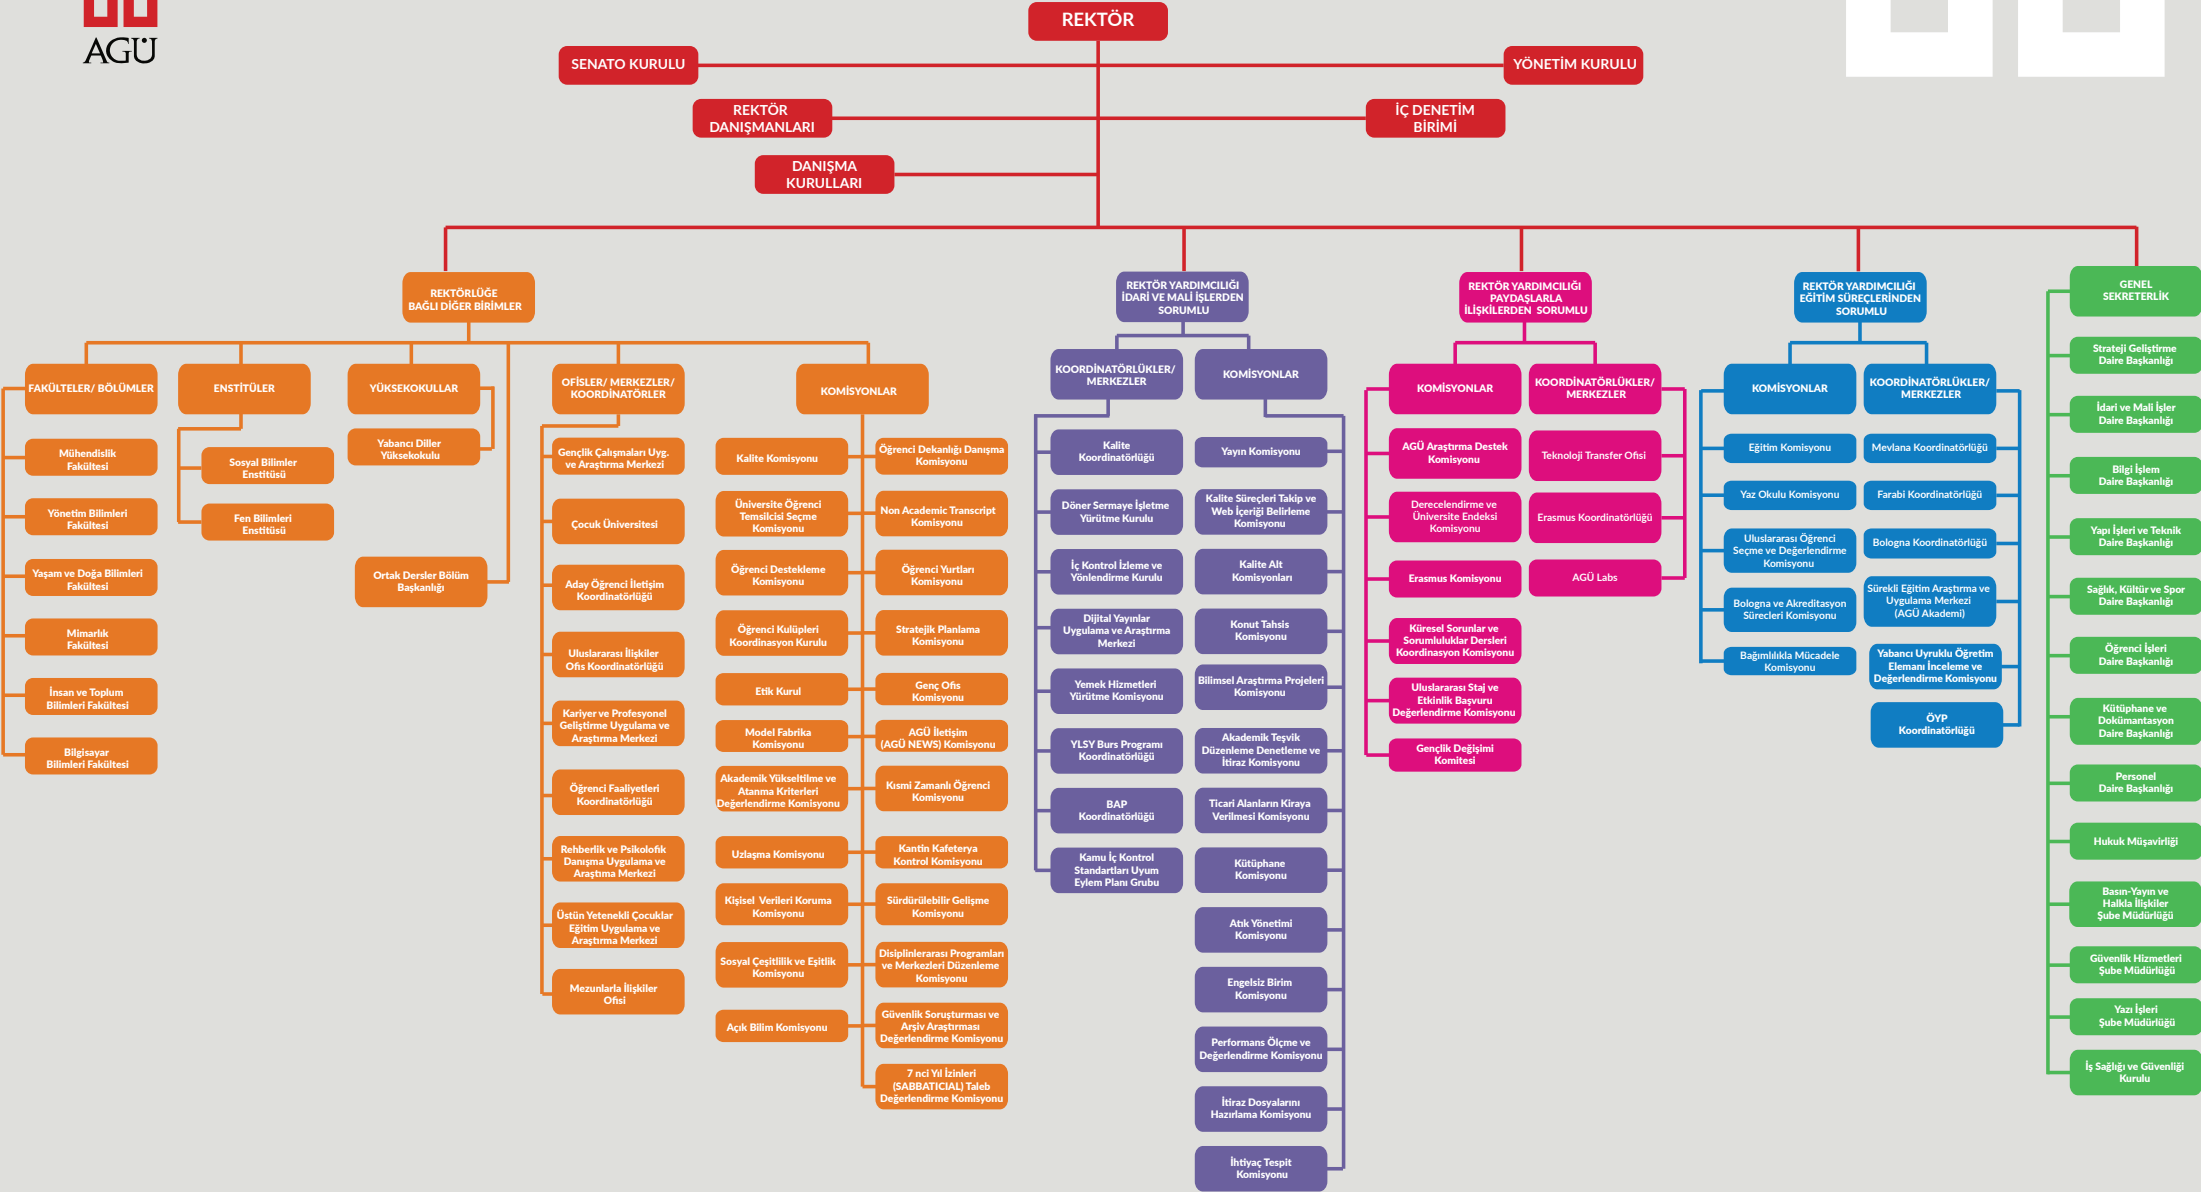 AGÜ
REKTÖR
SENATO KURULU
YÖNETİM KURULU
REKTÖR
DANIŞMANLARI
İÇ DENETİM
BİRİMİ
DANIŞMA
KURULLARI
REKTÖRLÜĞE
BAĞLI DİĞER BİRİMLER
FAKÜLTELER/ BÖLÜMLER
Mühendislik
Fakültesi
Yönetim Bilimleri
Fakültesi
Yaşam ve Doğa Bilimleri
Fakültesi
Mimarlık
Fakültesi
İnsan ve Toplum
Bilimleri Fakültesi
Bilgisayar
Bilimleri Fakültesi
ENSTİTÜLER
Sosyal Bilimler
Enstitüsü
Fen Bilimleri
Enstitüsü
YÜKSEKOKULLAR
Yabancı Diller
Yüksekokulu
Ortak Dersler Bölüm
Başkanlığı
OFİSLER/ MERKEZLER/
KOORDİNATÖRLER
Gençlik Çalışmaları Uyg.
ve Araştırma Merkezi
Çocuk Üniversitesi
Aday Öğrenci İletişim
Koordinatörlüğü
Uluslararası İlişkiler
Ofis Koordinatörlüğü
Kariyer ve Profesyonel
Geliştirme Uygulama ve
Araştırma Merkezi
Öğrenci Faaliyetleri
Koordinatörlüğü
Rehberlik ve Psikolofik
Danışma Uygulama ve
Araştıma Merkezi
Üstün Yetenekli Çocuklar
Eğitim Uygulama ve
Araştırma Merkezi
Mezunlarla İlişkiler
Ofisi
KOMİSYONLAR
Kalite Komisyonu
Üniversite Öğrenci
Temsilcisi Seçme
Komisyonu
Öğrenci Destekleme
Komisyonu
Öğrenci Kulüpleri
Koordinasyon Kurulu
Etik Kurul
Model Fabrika
Komisyonu
Akademik Yükseltilme ve
Atanma Kriterleri
Değerlendirme Komisyonu
Uzlaşma Komisyonu
Kişisel Verileri Koruma
Komisyonu
Sosyal Çeşitlilik ve Eşitlik
Komisyonu
Açık Bilim Komisyonu
Öğrenci Dekanlığı Danışma
Komisyonu
Non Academic Transcript
Komisyonu
Öğrenci Yurtları
Komisyonu
Stratejik Planlama
Komisyonu
Genç Ofis
Komisyonu
AGÜ İletişim
(AGÜ NEWS) Komisyonu
Kısmi Zamanlı Öğrenci
Komisyonu
Kantin Kafeterya
Kontrol Komisyonu
Sürdürülebilir Gelişme
Komisyonu
Disiplinlerarası Programları
ve Merkezleri Düzenleme
Komisyonu
Güvenlik Soruşturması ve
Arşiv Araştırması
Değerlendirme Komisyonu
7 nci Yıl İzinleri
(SABBATICIAL) Taleb
Değerlendirme Komisyonu
REKTÖR YARDIMCILIĞI
İDARİ VE MALİ İŞLERDEN
SORUMLU
KOORDİNATÖRLÜKLER/
MERKEZLER
Kalite
Koordinatörlüğü
Döner Sermaye İşletme
Yürütme Kurulu
İç Kontrol İzleme ve
Yönlendirme Kurulu
Dijital Yayınlar
Uygulama ve Araştırma
Merkezi
Yemek Hizmetleri
Yürütme Komisyonu
YLSY Burs Programı
Koordinatörlüğü
BAP
Koordinatörlüğü
Kamu İç Kontrol
Standartları Uyum
Eylem Planı Grubu
KOMİSYONLAR
Yayın Komisyonu
Kalite Süreçleri Takip ve
Web İçeriği Belirleme
Komisyonu
Kalite Alt
Komisyonları
Konut Tahsis
Komisyonu
Bilimsel Araştırma Projeleri
Komisyonu
Akademik Teşvik
Düzenleme Denetleme ve
İtiraz Komisyonu
Ticari Alanların Kiraya
Verilmesi Komisyonu
Kütüphane
Komisyonu
Atık Yönetimi
Komisyonu
Engelsiz Birim
Komisyonu
Performans Ölçme ve
Değerlendirme Komisyonu
İtiraz Dosyalarını
Hazırlama Komisyonu
İhtiyaç Tespit
Komisyonu
REKTÖR YARDIMCILIĞI
PAYDAŞLARLA
İLİŞKİLERDEN SORUMLU
KOMİSYONLAR
AGÜ Araştırma Destek
Komisyonu
Derecelendirme ve
Üniversite Endeksi
Komisyonu
Erasmus Komisyonu
Küresel Sorunlar ve
Sorumluluklar Dersleri
Koordinasyon Komisyonu
Uluslararası Staj ve
Etkinlik Başvuru
Değerlendirme Komisyonu
Gençlik Değişimi
Komitesi
KOORDİNATÖRLÜKLER/
MERKEZLER
Teknoloji Transfer Ofisi
Erasmus Koordinatörlüğü
AGÜ Labs
REKTÖR YARDIMCILIĞI
EĞİTİM SÜREÇLERİNDEN
SORUMLU
KOMİSYONLAR
Eğitim Komisyonu
Yaz Okulu Komisyonu
Uluslararası Öğrenci
Seçme ve Değerlendirme
Komisyonu
Bologna ve Akreditasyon
Sürecleri Komisyonu
Bağımlılıkla Mücadele
Komisyonu
KOORDİNATÖRLÜKLER/
MERKEZLER
Mevlana Koordinatörlüğü
Farabi Koordinatörlüğü
Bologna Koordinatörlüğü
Sürekli Eğitim Araştırma ve
Uygulama Merkezi
(AGÜ Akademi)
Yabancı Uyruklu Öğretim
Elemanı İnceleme ve
Değerlendirme Komisyonu
ÖYP
Koordinatörlüğü
GENEL
SEKRETERLİK
Strateji Geliştirme
Daire Başkanlığı
İdari ve Mali İşler
Daire Başkanlığı
Bilgi İşlem
Daire Başkanlığı
Yapı İşleri ve Teknik
Daire Başkanlığı
Sağlık, Kültür ve Spor
Daire Başkanlığı
Öğrenci İşleri
Daire Başkanlığı
Kütüphane ve
Dokümantasyon
Daire Başkanlığı
Personel
Daire Başkanlığı
Hukuk Müşavirliği
Basın-Yayın ve
Halkla İlişkiler
Şube Müdürlüğü
Güvenlik Hizmetleri
Şube Müdürlüğü
Yazı İşleri
Şube Müdürlüğü
İş Sağlığı ve Güvenliği
Kurulu